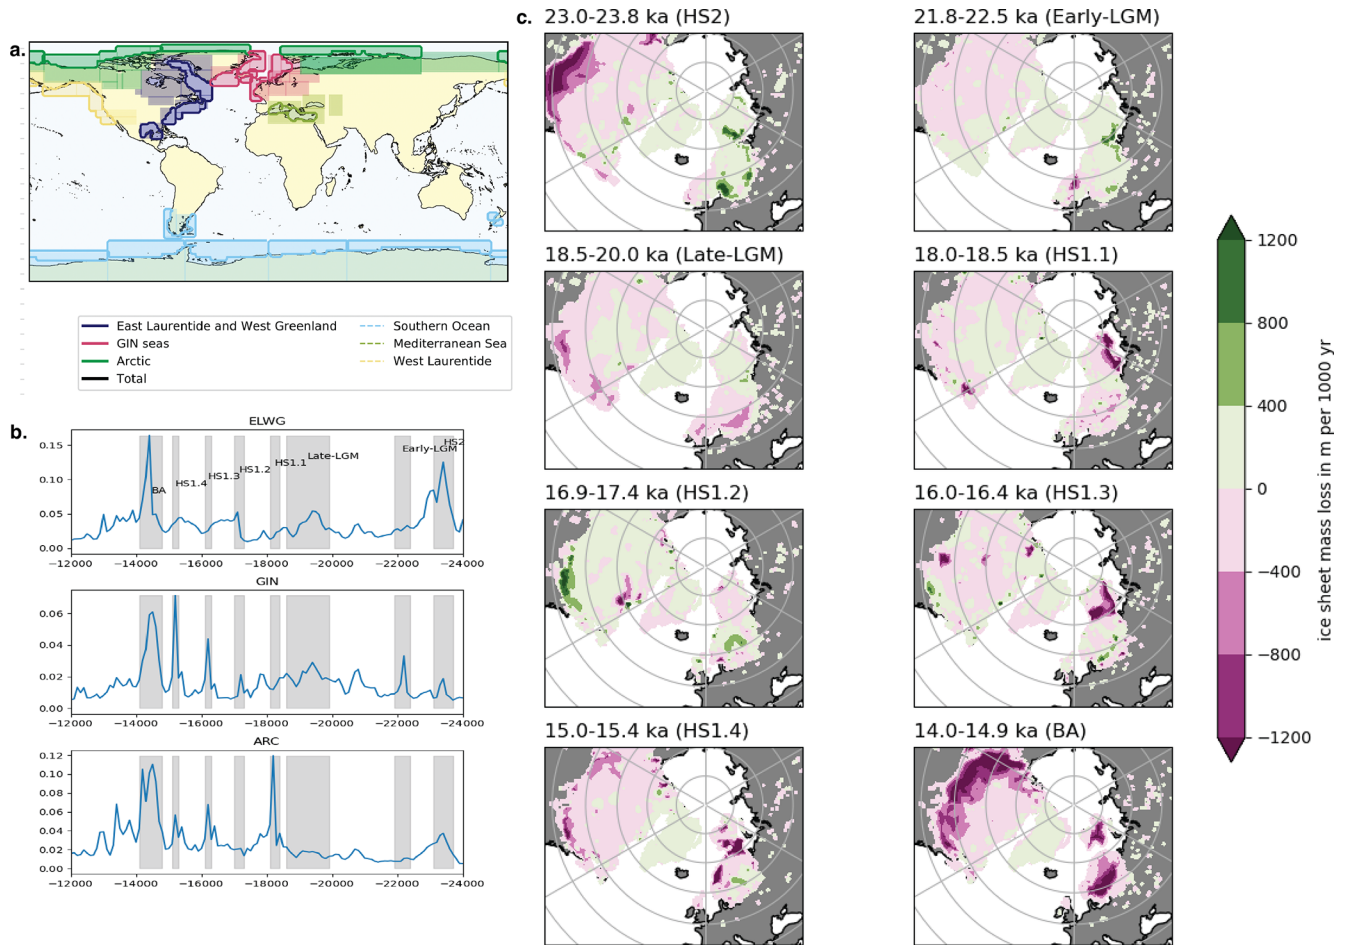 a.
East Laurentide and West Greenland
GIN seas
Arctic
Total
Southern Ocean
Mediterranean Sea
West Laurentide
b.
ELWG
0.15
0.10
0.05
0.00
BA
HS1.4
HS1.3
HS1.2
HS1.1
Late-LGM
Early-LGM
HS2
−12000 −14000 −16000 −18000 −20000 −22000 −24000
GIN
0.06
0.04
0.02
0.00
−12000 −14000 −16000 −18000 −20000 −22000 −24000
ARC
0.12
0.10
0.08
0.06
0.04
0.02
0.00
−12000 −14000 −16000 −18000 −20000 −22000 −24000
c.
23.0-23.8 ka (HS2)
21.8-22.5 ka (Early-LGM)
18.5-20.0 ka (Late-LGM)
18.0-18.5 ka (HS1.1)
16.9-17.4 ka (HS1.2)
16.0-16.4 ka (HS1.3)
15.0-15.4 ka (HS1.4)
14.0-14.9 ka (BA)
1200
800
400
0
−400
−800
−1200
ice sheet mass loss in m per 1000 yr